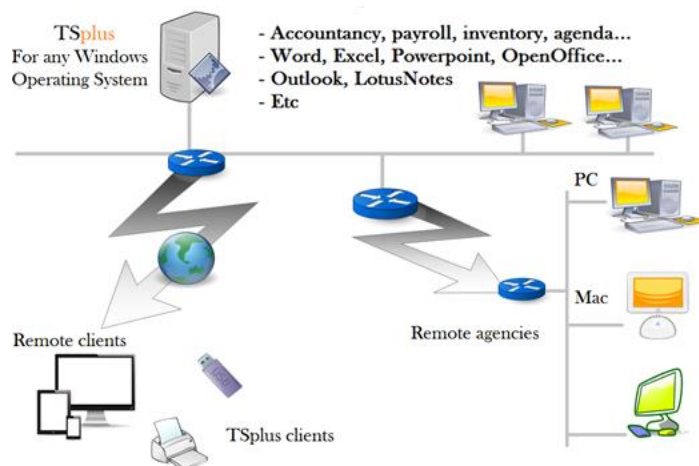 TSplus
For any Windows
Operating System
- Accountancy, payroll, inventory, agenda...
- Word, Excel, Powerpoint, OpenOffice...
- Outlook, LotusNotes
- Etc
PC
Mac
Remote agencies
Remote clients
USB
TSplus clients